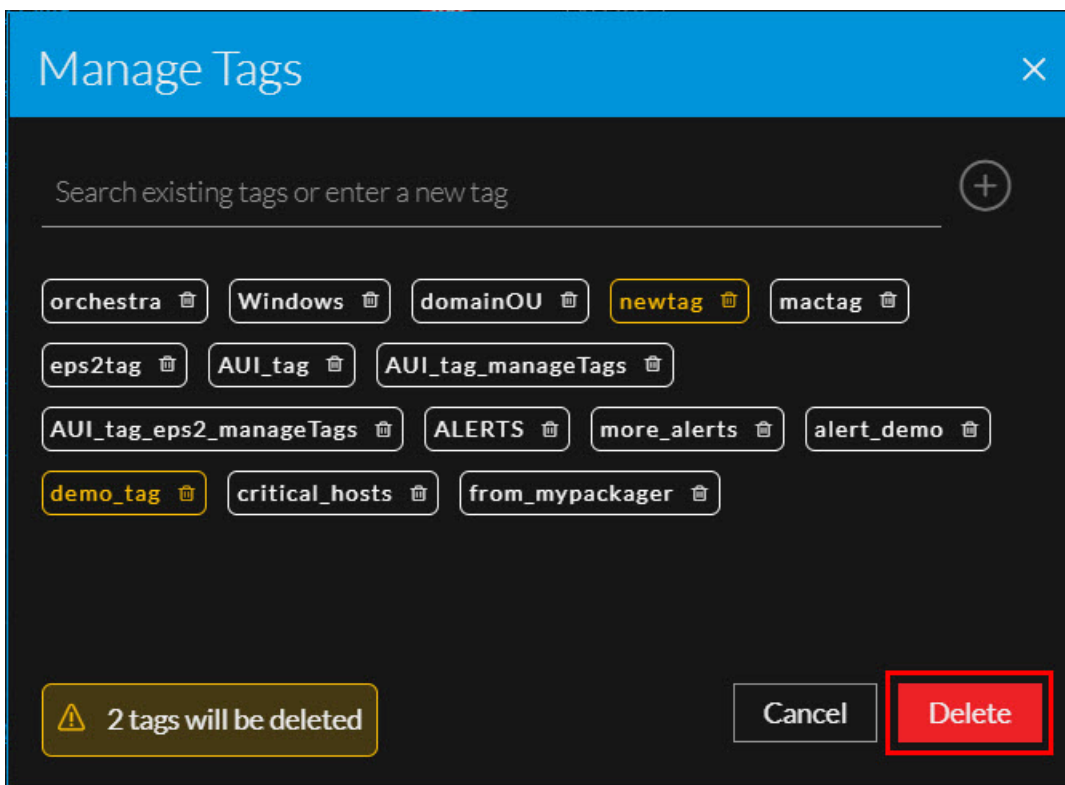 Manage Tags
Search existing tags or enter a new tag
orchestra Windows domainOU newtag mactag
eps2tag AUI_tag AUI_tag_manageTags
AUI_tag_eps2_manageTags ALERTS more_alerts alert_demo
demo_tag critical_hosts from_mypackager
2 tags will be deleted Cancel Delete